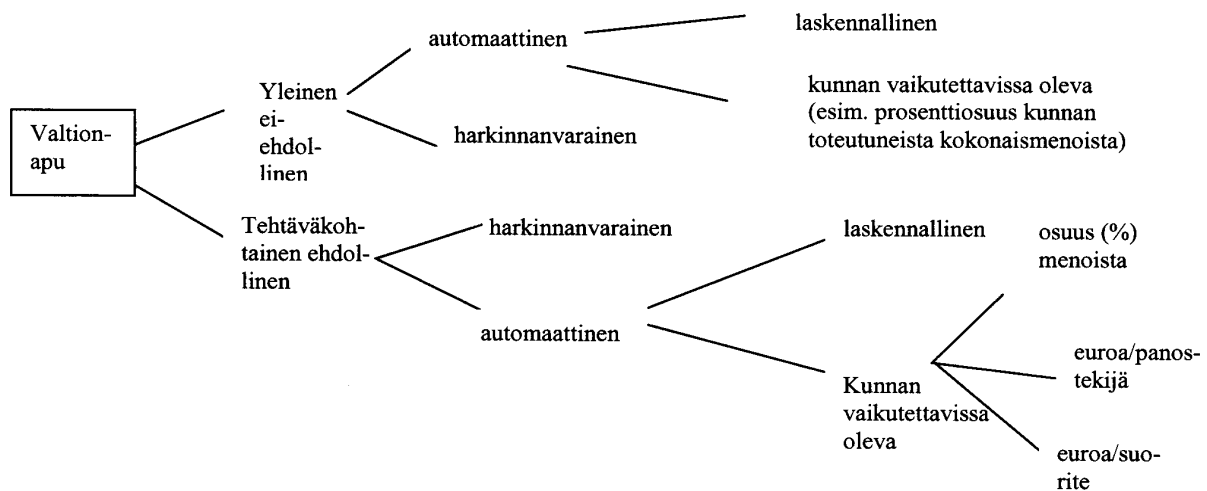 Valtion-
apu
Yleinen
ei-
ehdol-
linen
automaattinen
laskennallinen
kunnan vaikutettavissa oleva
(esim. prosenttiosuus kunnan
toteutuneista kokonaismenoista)
harkinnanvarainen
Tehtäväkoh-
tainen ehdol-
linen
harkinnanvarainen
automaattinen
laskennallinen
Kunnan
vaikutettavissa
oleva
osuus (%)
menoista
euroa/panos-
tekijä
euroa/suo-
rite